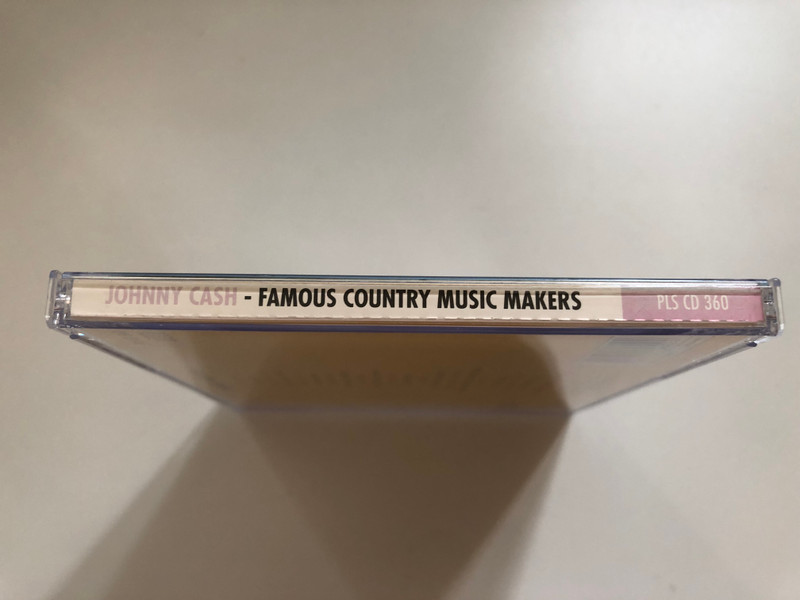 JOHNNY CASH - FAMOUS COUNTRY MUSIC MAKERS PLS CD 360